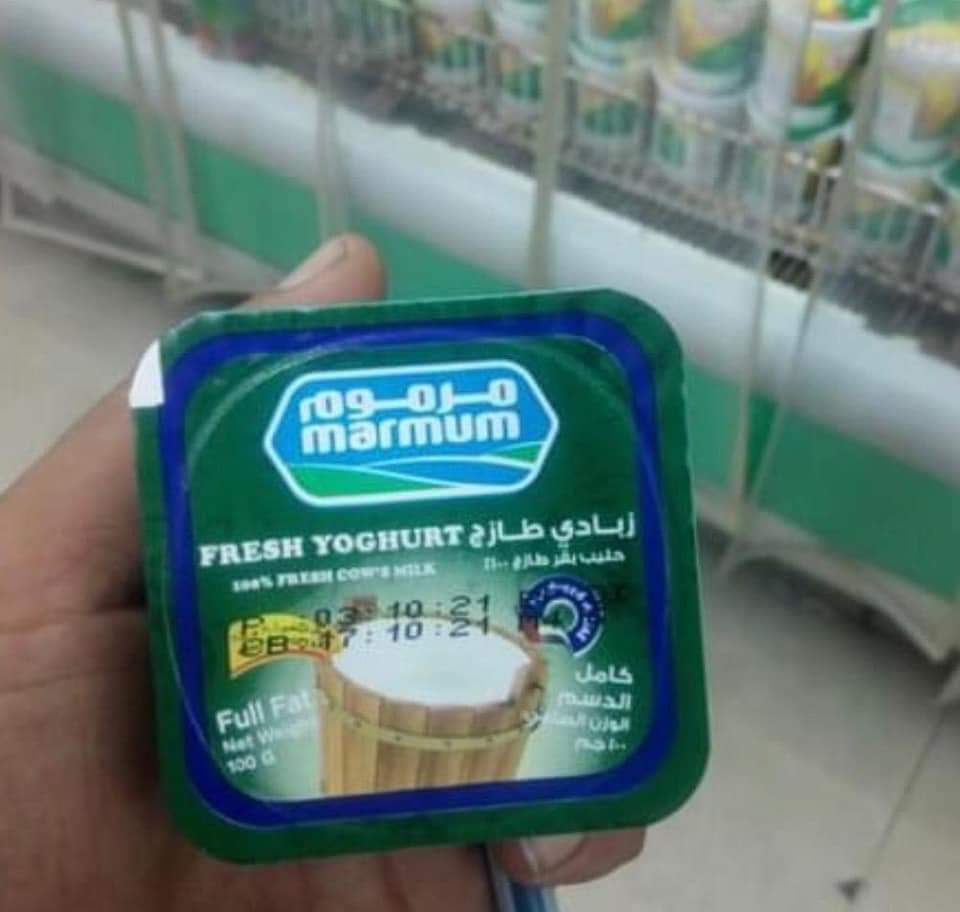 مرموم
marmum
FRESH YOGHURT زبادي طازج
100% FRESH COW'S MILK حليب بقر طازج ١٠٠٪
P 03:10:21
EB 17:10:21
Full Fat
Net Weight
100 G
كامل
الدسم
الوزن الصافي
١٠٠ جم